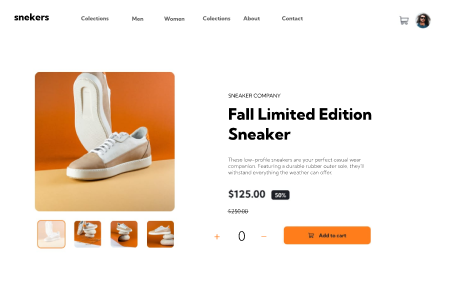 snekers
Colections Men Women Colections About Contact
SNEAKER COMPANY
Fall Limited Edition
Sneaker
These low-profile sneakers are your perfect casual wear
companion. Featuring a durable rubber outer sole, they'll
withstand everything the weather can offer.
$125.00 50%
$250.00
+ 0 −
Add to cart